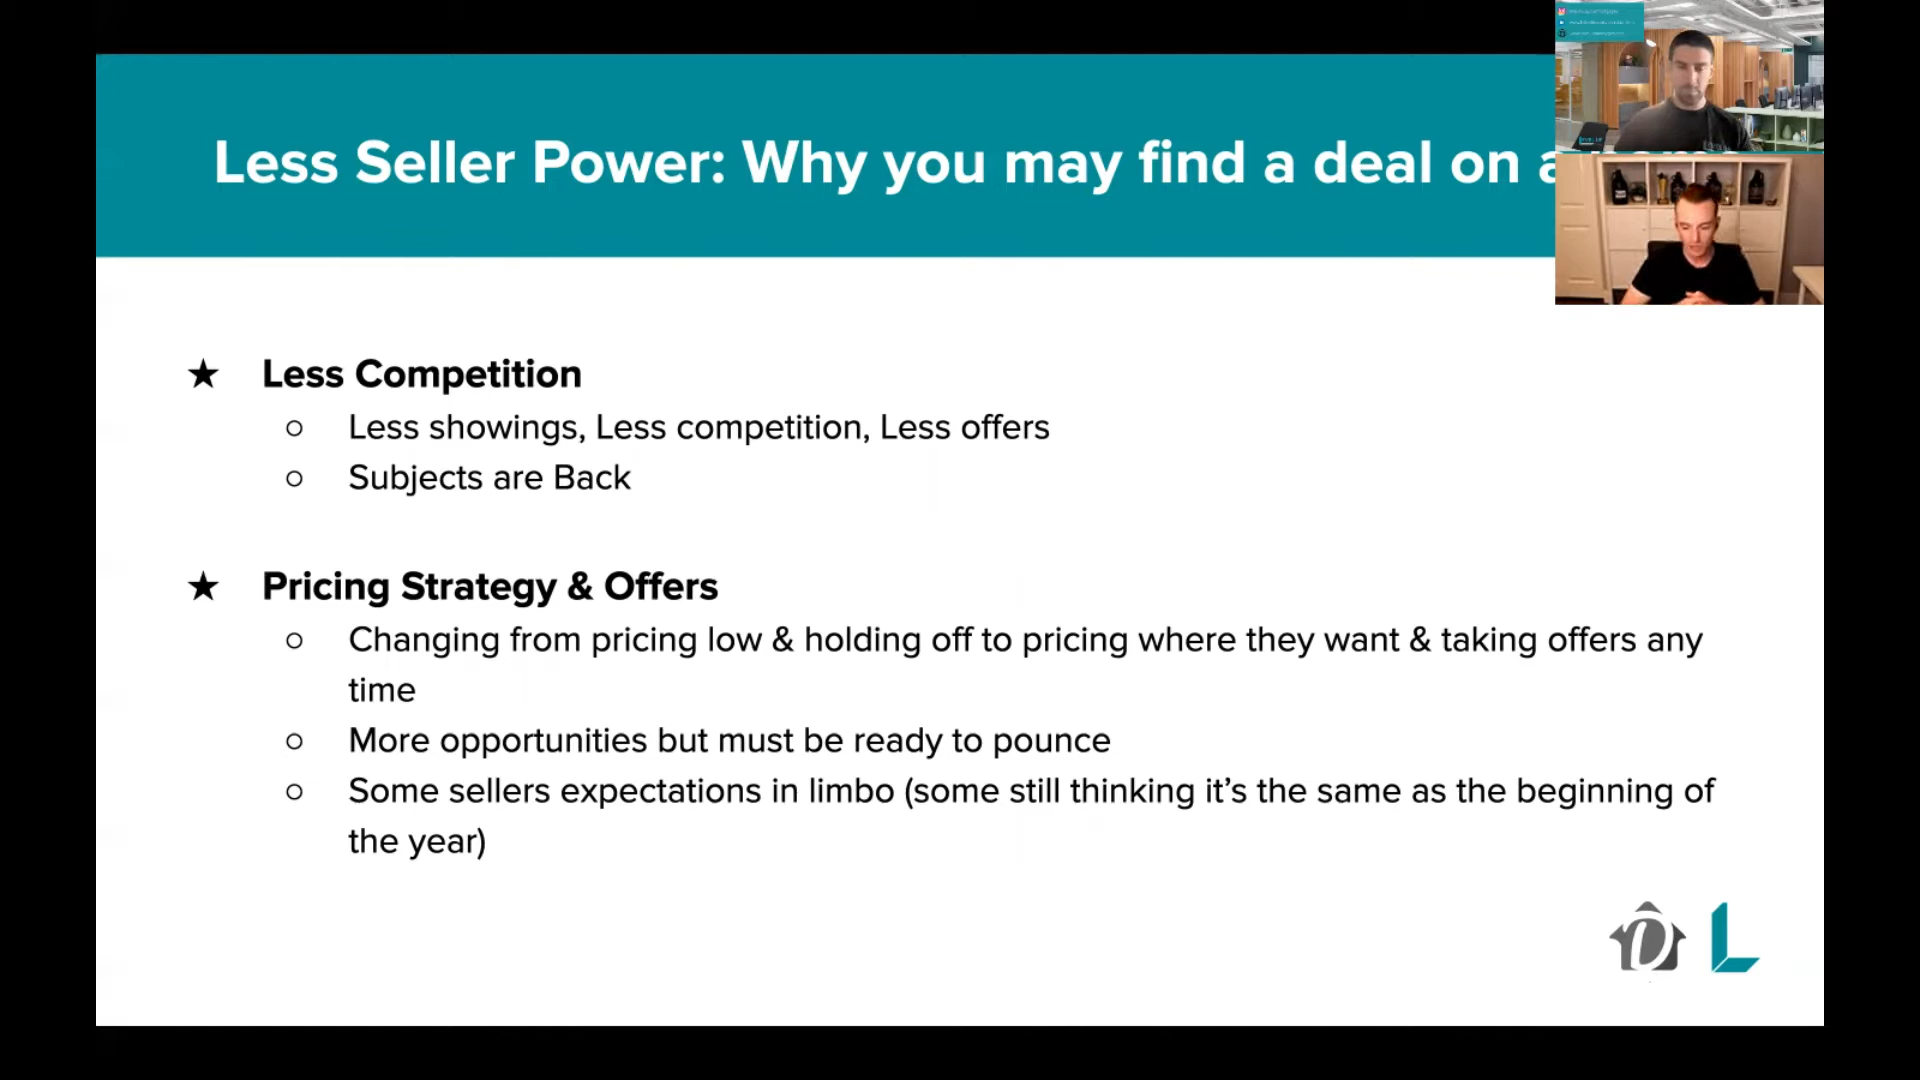 Less Seller Power: Why you may find a deal on a
★ Less Competition
○ Less showings, Less competition, Less offers
○ Subjects are Back
★ Pricing Strategy & Offers
○ Changing from pricing low & holding off to pricing where they want & taking offers any
time
○ More opportunities but must be ready to pounce
○ Some sellers expectations in limbo (some still thinking it’s the same as the beginning of
the year)